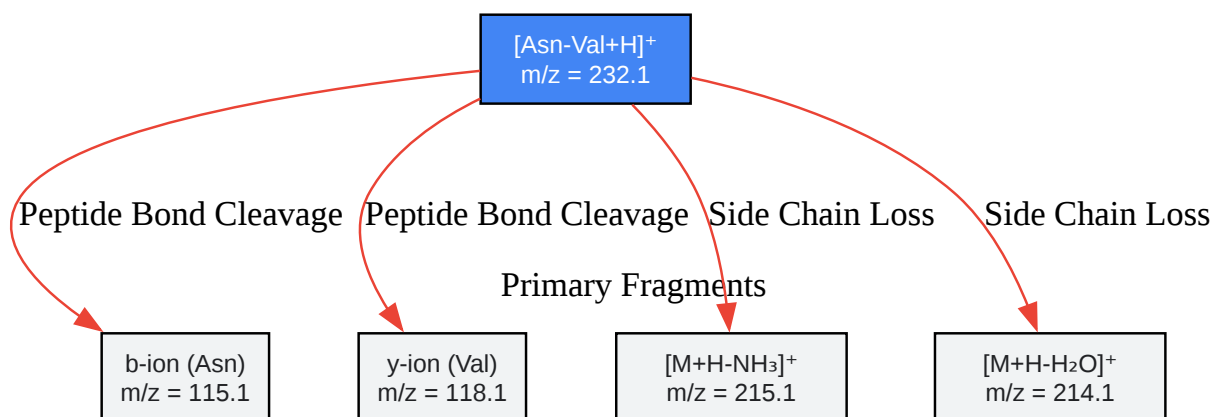 [Asn-Val+H]⁺
m/z = 232.1
Peptide Bond Cleavage
Peptide Bond Cleavage
Side Chain Loss
Side Chain Loss
Primary Fragments
b-ion (Asn)
m/z = 115.1
y-ion (Val)
m/z = 118.1
[M+H-NH₃]⁺
m/z = 215.1
[M+H-H₂O]⁺
m/z = 214.1